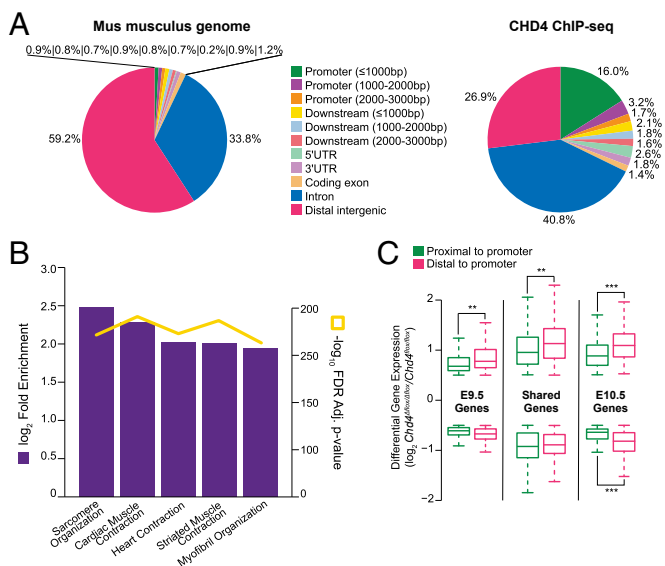 A
Mus musculus genome
0.9%|0.8%|0.7%|0.9%|0.8%|0.7%|0.2%|0.9%|1.2%
59.2%
33.8%
Promoter (≤1000bp)
Promoter (1000-2000bp)
Promoter (2000-3000bp)
Downstream (≤1000bp)
Downstream (1000-2000bp)
Downstream (2000-3000bp)
5'UTR
3'UTR
Coding exon
Intron
Distal intergenic
CHD4 ChIP-seq
16.0%
3.2%
1.7%
2.1%
1.8%
1.6%
2.6%
1.8%
1.4%
40.8%
26.9%
B
log2 Fold Enrichment
3.0
2.5
2.0
1.5
1.0
0.5
0
200
250
150
100
0
-log10 FDR Adj. p-value
Sarcomere
Organization
Cardiac Muscle
Contraction
Heart Contraction
Striated Muscle
Contraction
Myofibril Organization
C
Proximal to promoter
Distal to promoter
Differential Gene Expression
(log2 Chd4Δflox/Δflox/Chd4flox/flox)
2
1
0
−1
−2
**
**
***
E9.5
Genes
Shared
Genes
E10.5
Genes
***